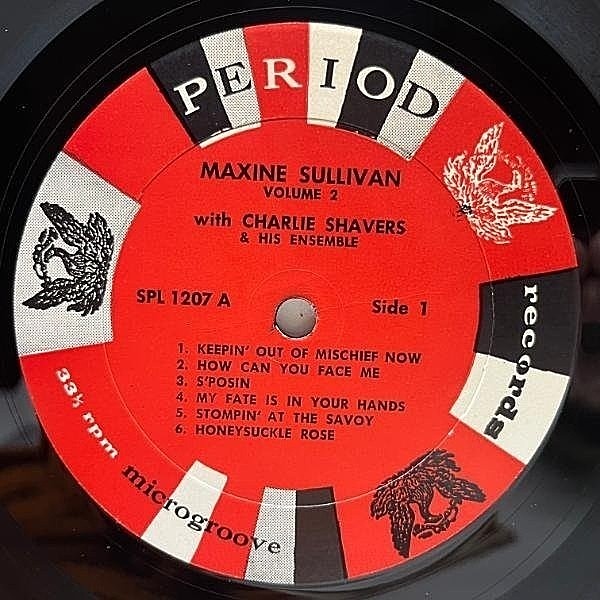 PERIOD
MAXINE SULLIVAN
VOLUME 2
with CHARLIE SHAVERS
& HIS ENSEMBLE
SPL 1207 A
Side 1
1. KEEPIN' OUT OF MISCHIEF NOW
2. HOW CAN YOU FACE ME
3. S'POSIN
4. MY FATE IS IN YOUR HANDS
5. STOMPIN' AT THE SAVOY
6. HONEYSUCKLE ROSE
records
33⅓ rpm
microgroove